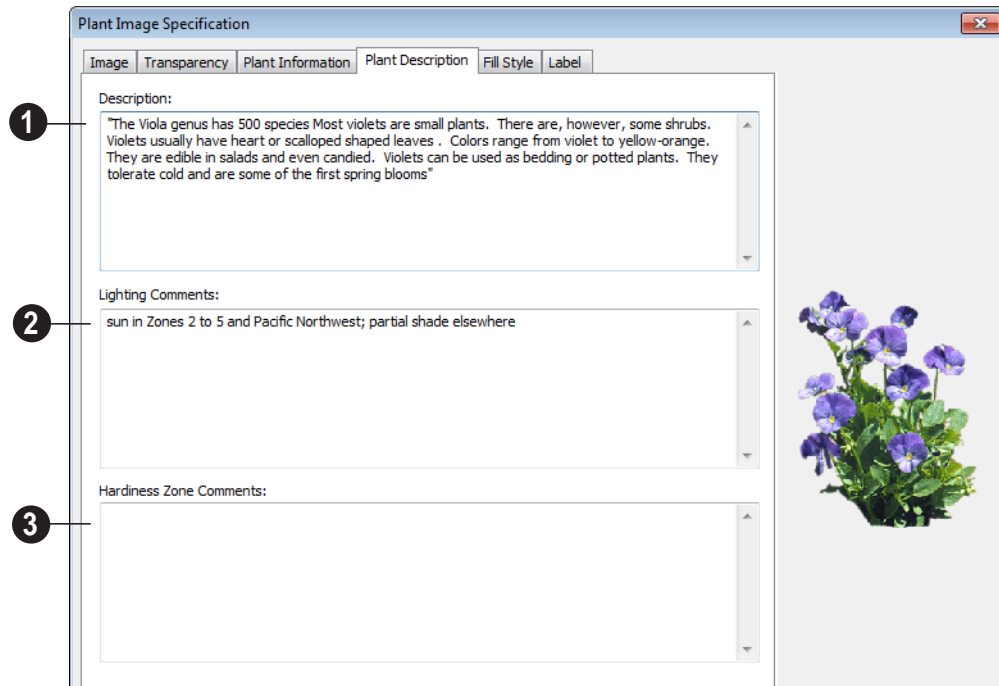 Plant Image Specification
Image Transparency Plant Information Plant Description Fill Style Label
Description:
1
"The Viola genus has 500 species Most violets are small plants.  There are, however, some shrubs.
Violets usually have heart or scalloped shaped leaves .  Colors range from violet to yellow-orange.
They are edible in salads and even candied.  Violets can be used as bedding or potted plants.  They
tolerate cold and are some of the first spring blooms"
Lighting Comments:
2
sun in Zones 2 to 5 and Pacific Northwest; partial shade elsewhere
Hardiness Zone Comments:
3